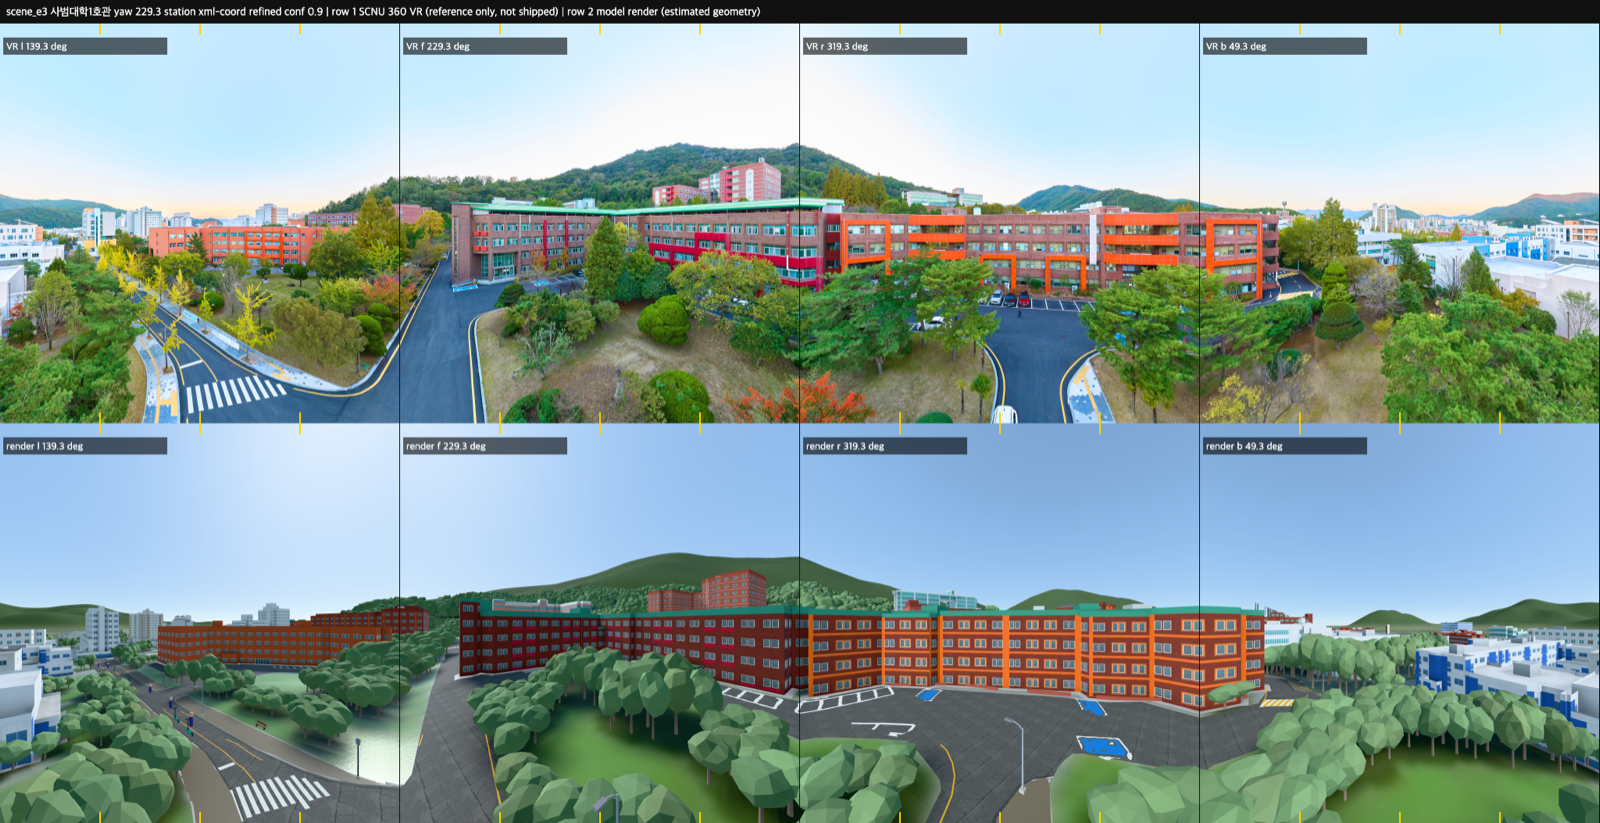 scene_e3 사범대학1호관 yaw 229.3 station xml-coord refined conf 0.9 | row 1 SCNU 360 VR (reference only, not shipped) | row 2 model render (estimated geometry)
VR l 139.3 deg
VR f 229.3 deg
VR r 319.3 deg
VR b 49.3 deg
render l 139.3 deg
render f 229.3 deg
render r 319.3 deg
render b 49.3 deg